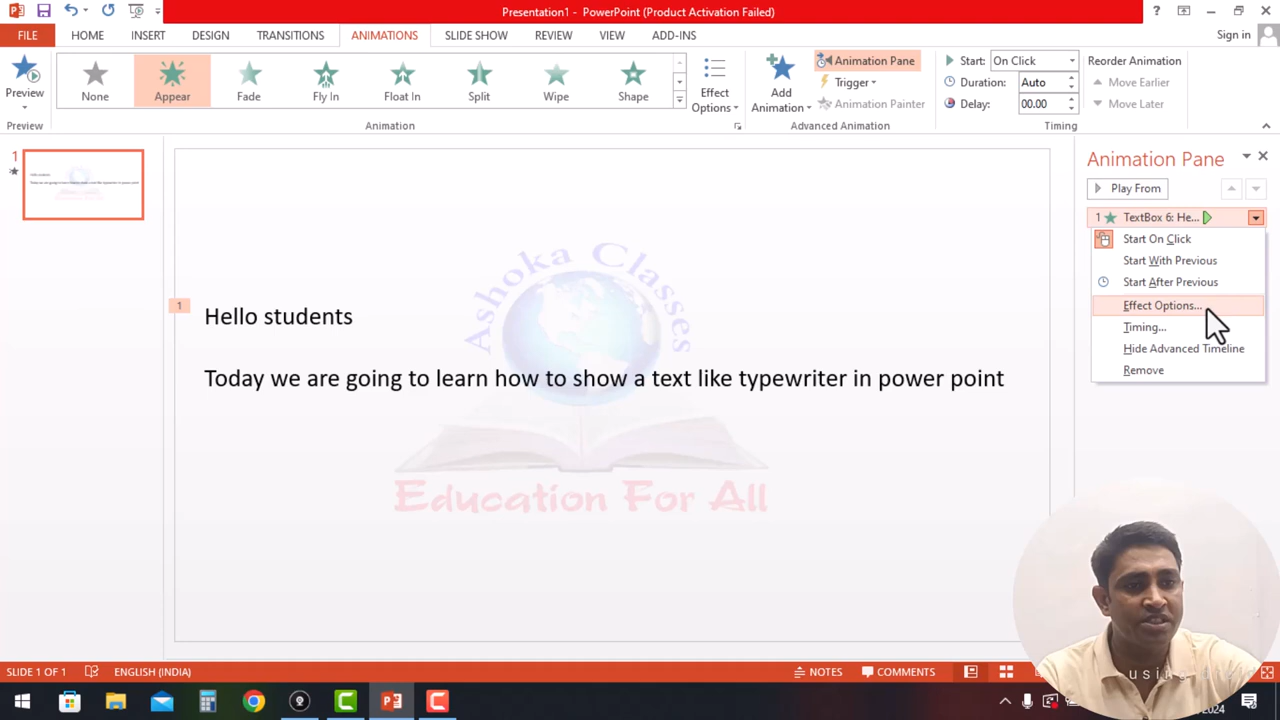 Presentation1 - PowerPoint (Product Activation Failed)
FILE HOME INSERT DESIGN TRANSITIONS ANIMATIONS SLIDE SHOW REVIEW VIEW ADD-INS Sign in
Preview
None Appear Fade Fly In Float In Split Wipe Shape
Effect Options
Add Animation
Animation Pane
Trigger
Animation Painter
Start: On Click
Duration: Auto
Delay: 00.00
Reorder Animation
Move Earlier
Move Later
Preview Animation Advanced Animation Timing
1
Animation Pane
Play From
1 TextBox 6: He...
Start On Click
Start With Previous
Start After Previous
Effect Options...
Timing...
Hide Advanced Timeline
Remove
Ashoka Classes
1
Hello students
Today we are going to learn how to show a text like typewriter in power point
Education For All
using
SLIDE 1 OF 1 ENGLISH (INDIA) NOTES COMMENTS
2024